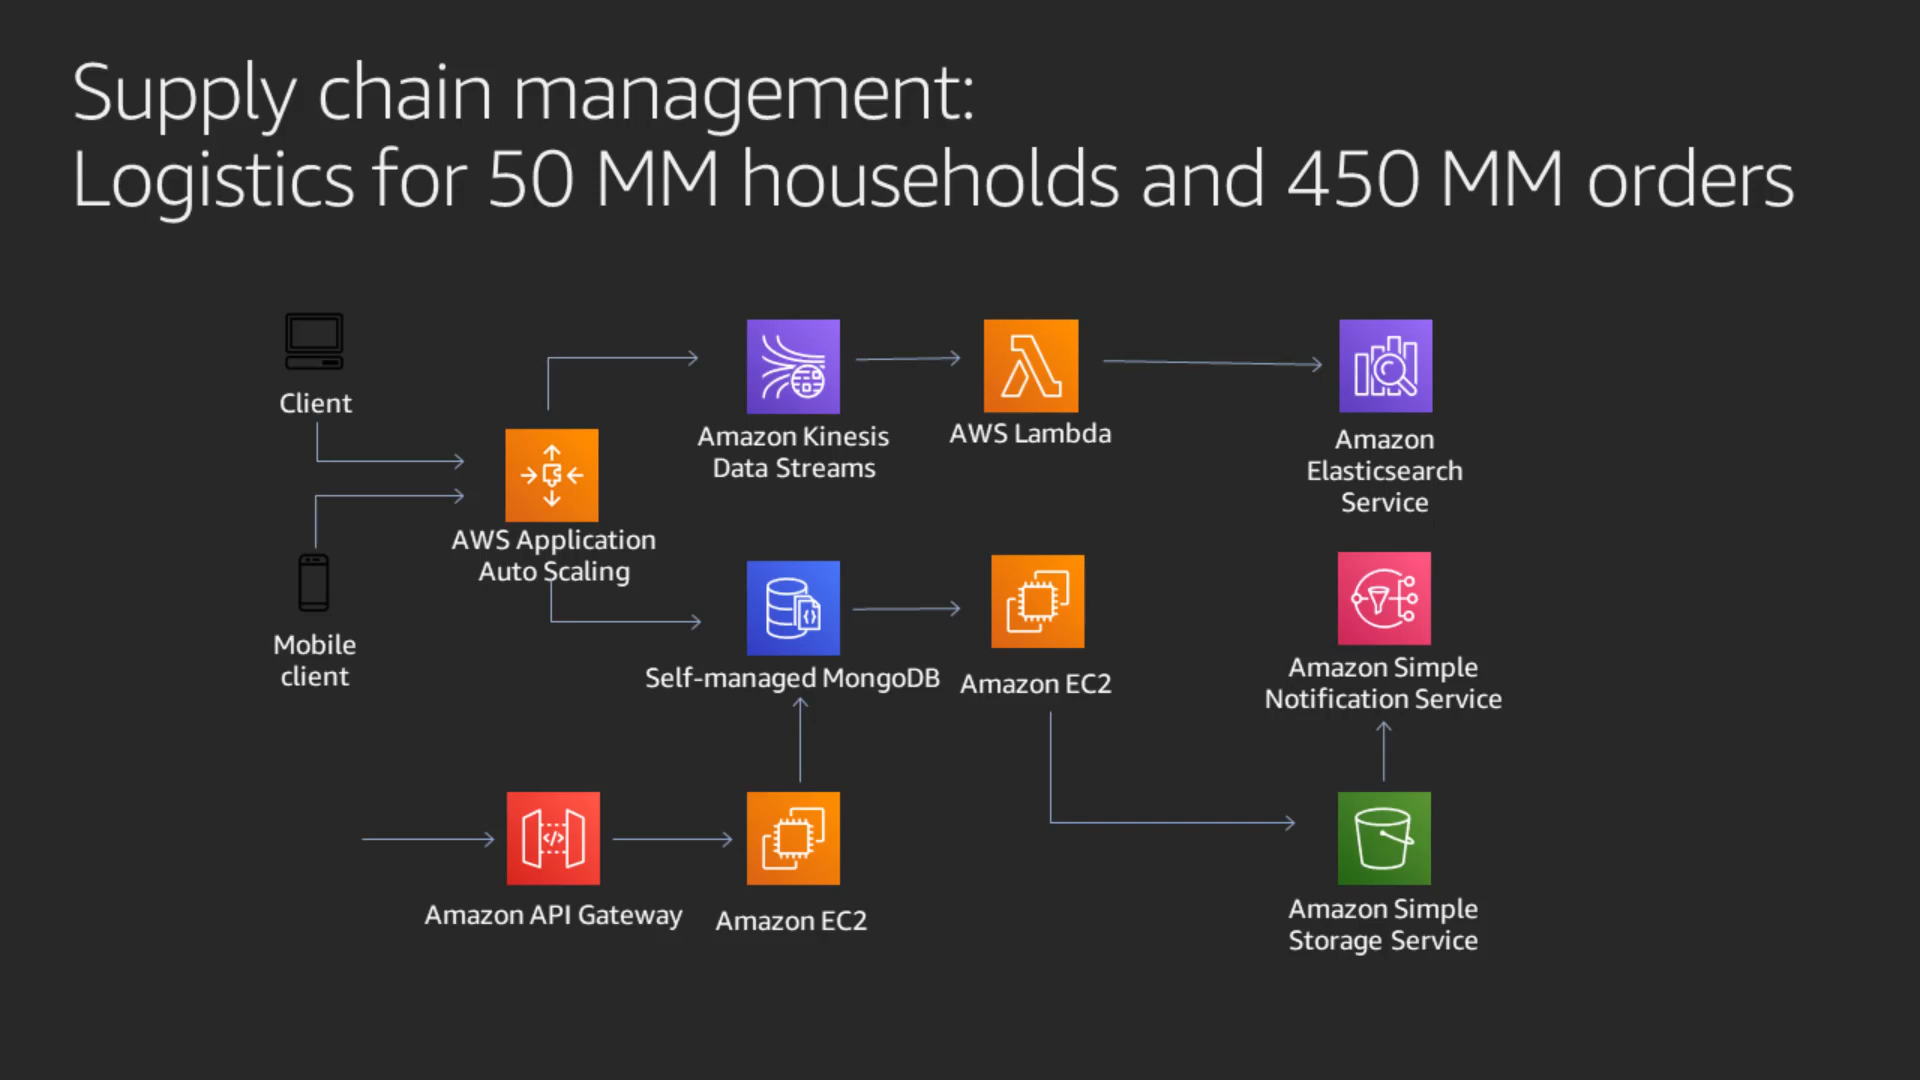 Supply chain management:
Logistics for 50 MM households and 450 MM orders
Client
Amazon Kinesis
Data Streams
AWS Lambda
Amazon
Elasticsearch
Service
AWS Application
Auto Scaling
Mobile
client
Self-managed MongoDB
Amazon EC2
Amazon Simple
Notification Service
Amazon API Gateway
Amazon EC2
Amazon Simple
Storage Service